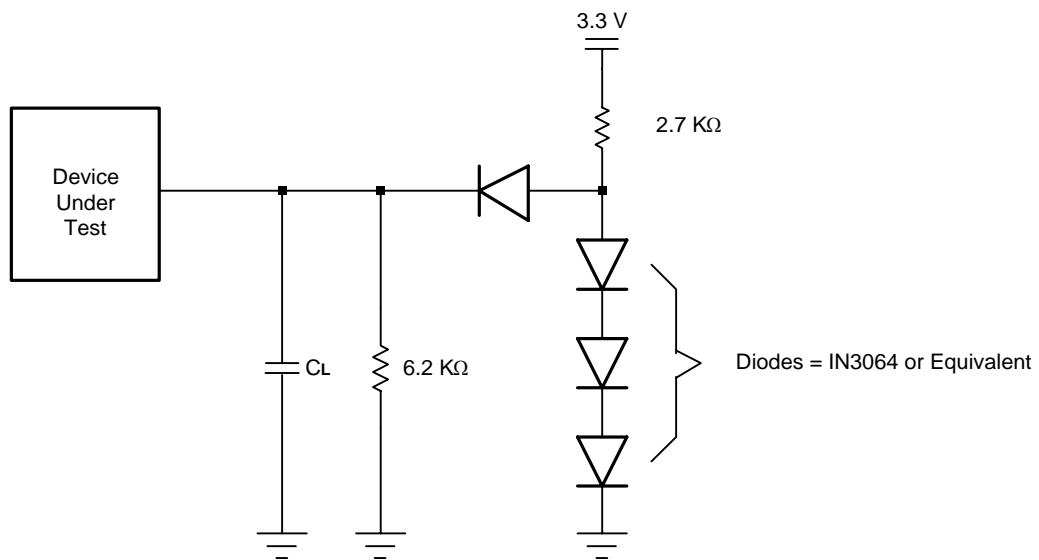 3.3 V
2.7 KΩ
Device
Under
Test
CL
6.2 KΩ
Diodes = IN3064 or Equivalent